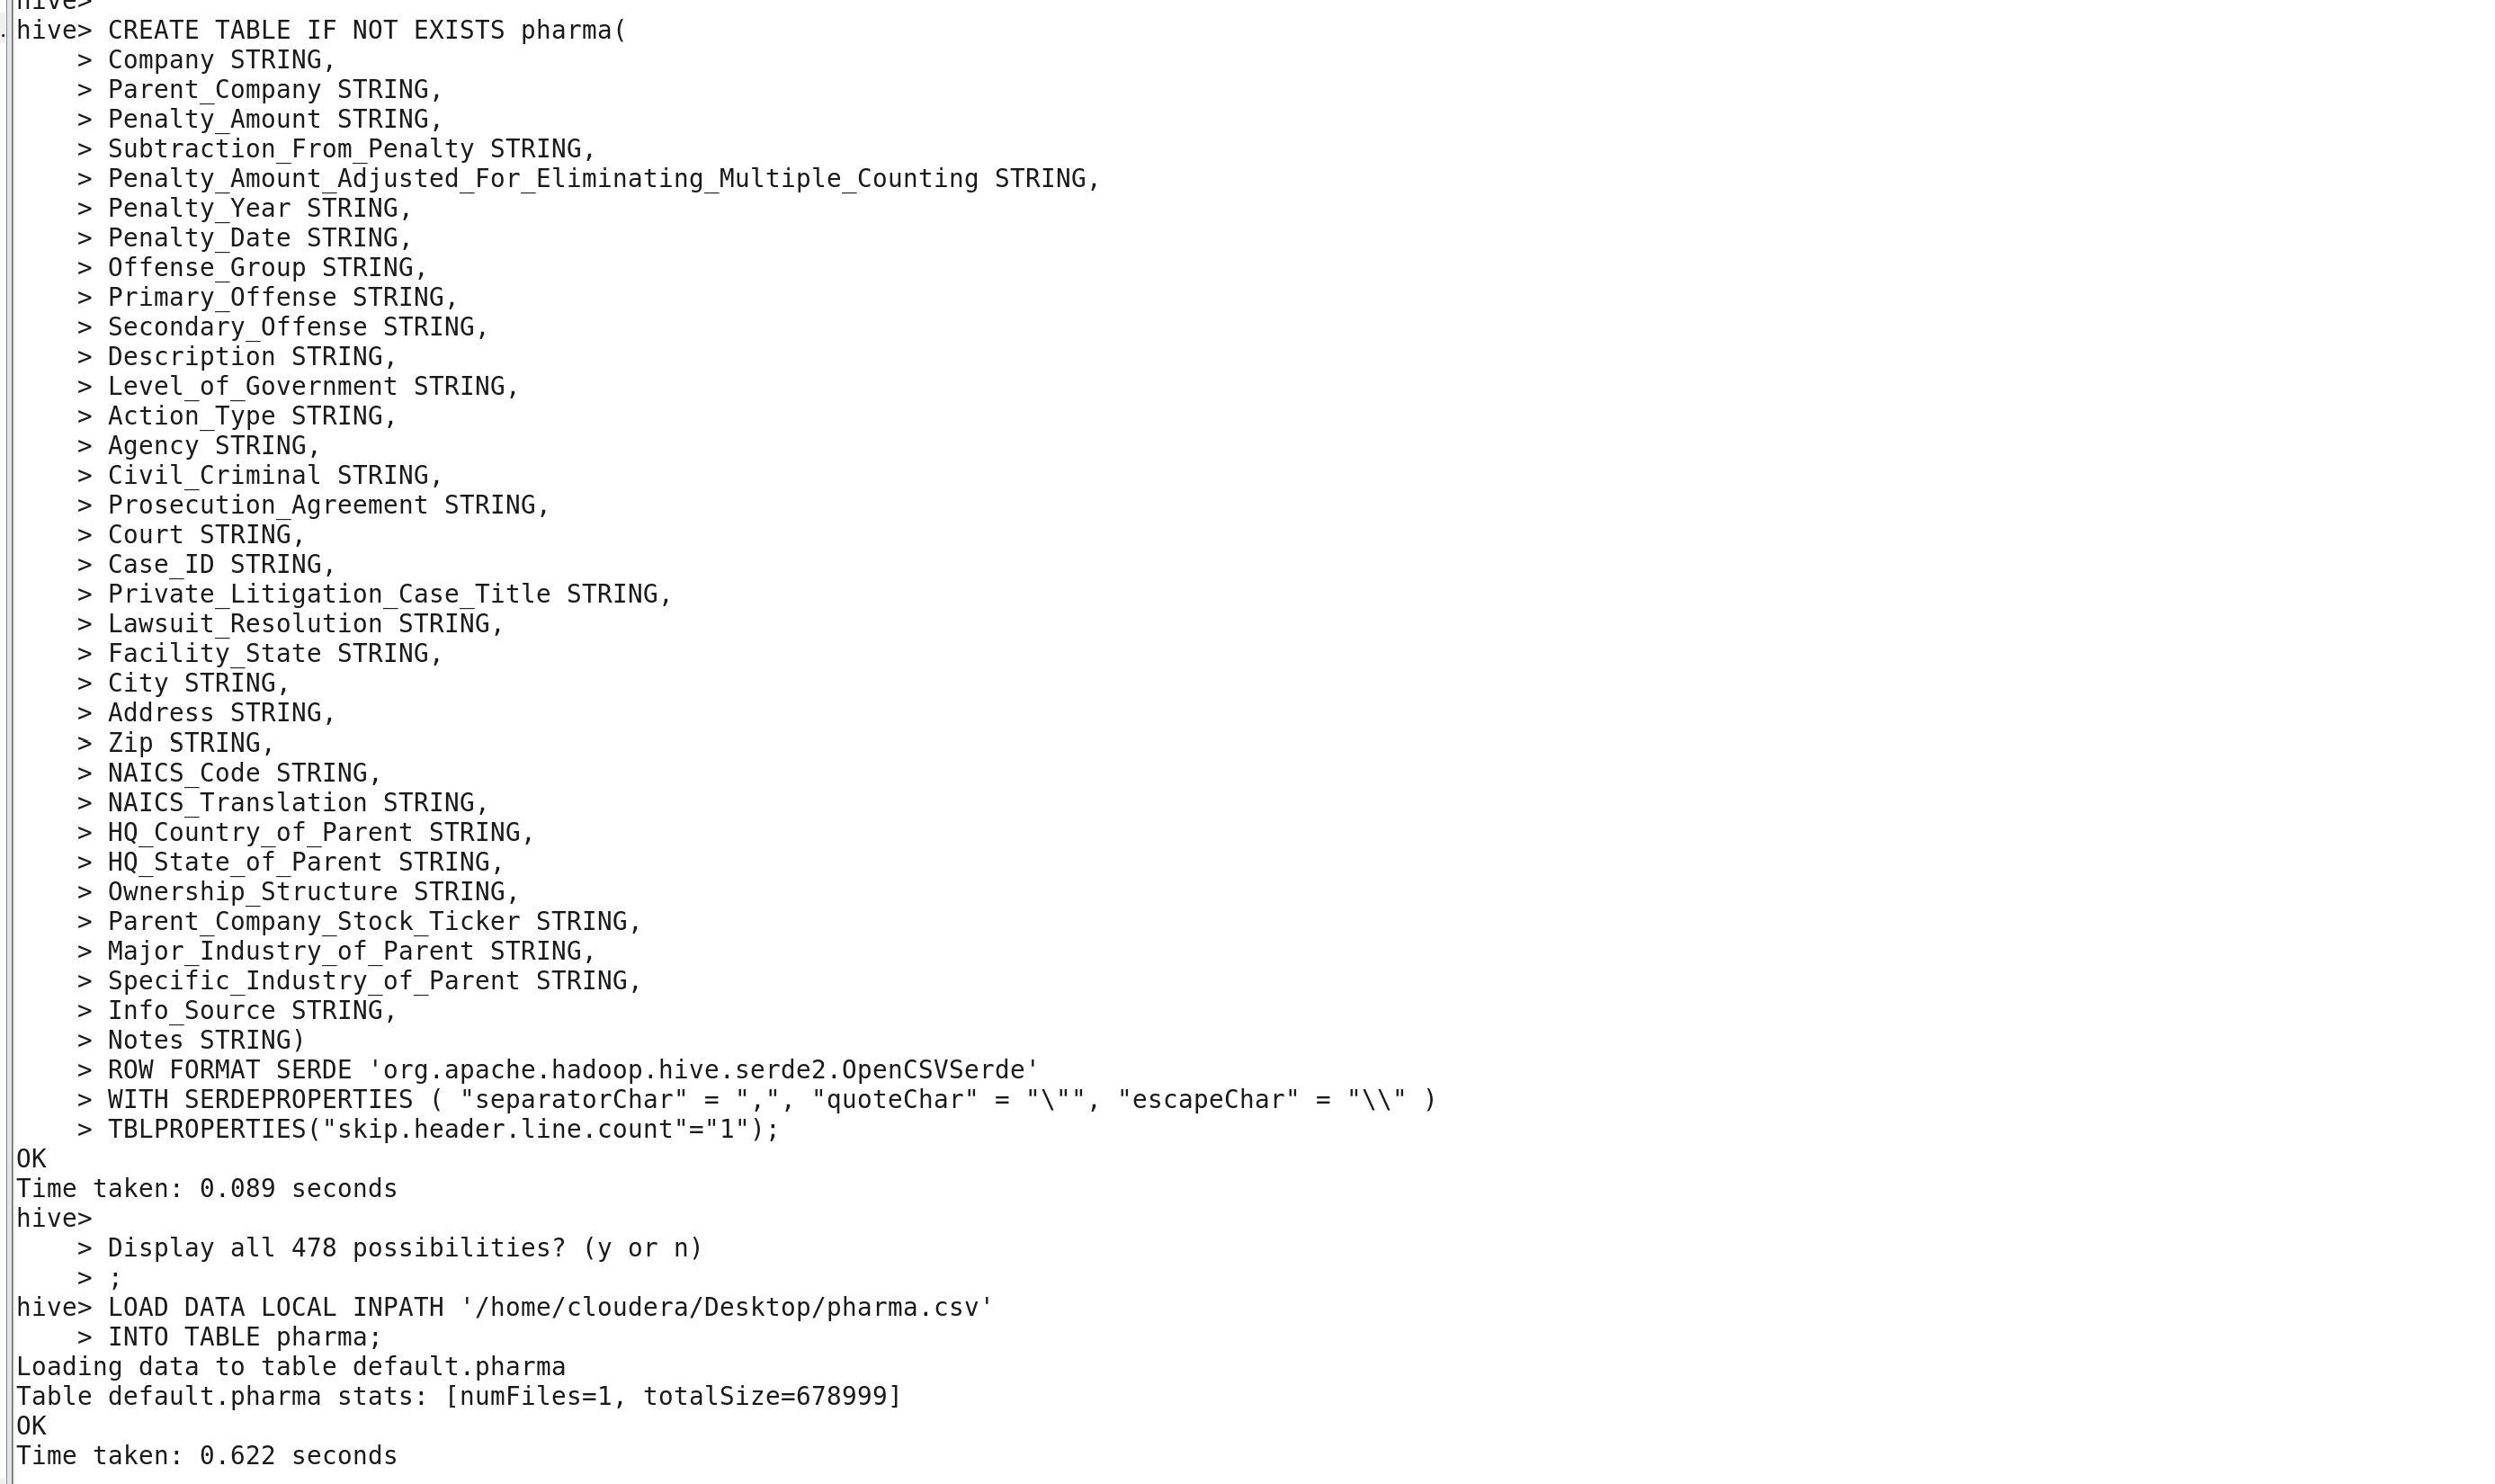 hive>
hive> CREATE TABLE IF NOT EXISTS pharma(
    > Company STRING,
    > Parent_Company STRING,
    > Penalty_Amount STRING,
    > Subtraction_From_Penalty STRING,
    > Penalty_Amount_Adjusted_For_Eliminating_Multiple_Counting STRING,
    > Penalty_Year STRING,
    > Penalty_Date STRING,
    > Offense_Group STRING,
    > Primary_Offense STRING,
    > Secondary_Offense STRING,
    > Description STRING,
    > Level_of_Government STRING,
    > Action_Type STRING,
    > Agency STRING,
    > Civil_Criminal STRING,
    > Prosecution_Agreement STRING,
    > Court STRING,
    > Case_ID STRING,
    > Private_Litigation_Case_Title STRING,
    > Lawsuit_Resolution STRING,
    > Facility_State STRING,
    > City STRING,
    > Address STRING,
    > Zip STRING,
    > NAICS_Code STRING,
    > NAICS_Translation STRING,
    > HQ_Country_of_Parent STRING,
    > HQ_State_of_Parent STRING,
    > Ownership_Structure STRING,
    > Parent_Company_Stock_Ticker STRING,
    > Major_Industry_of_Parent STRING,
    > Specific_Industry_of_Parent STRING,
    > Info_Source STRING,
    > Notes STRING)
    > ROW FORMAT SERDE 'org.apache.hadoop.hive.serde2.OpenCSVSerde'
    > WITH SERDEPROPERTIES ( "separatorChar" = ",", "quoteChar" = "\"", "escapeChar" = "\\" )
    > TBLPROPERTIES("skip.header.line.count"="1");
OK
Time taken: 0.089 seconds
hive>
    > Display all 478 possibilities? (y or n)
    > ;
hive> LOAD DATA LOCAL INPATH '/home/cloudera/Desktop/pharma.csv'
    > INTO TABLE pharma;
Loading data to table default.pharma
Table default.pharma stats: [numFiles=1, totalSize=678999]
OK
Time taken: 0.622 seconds